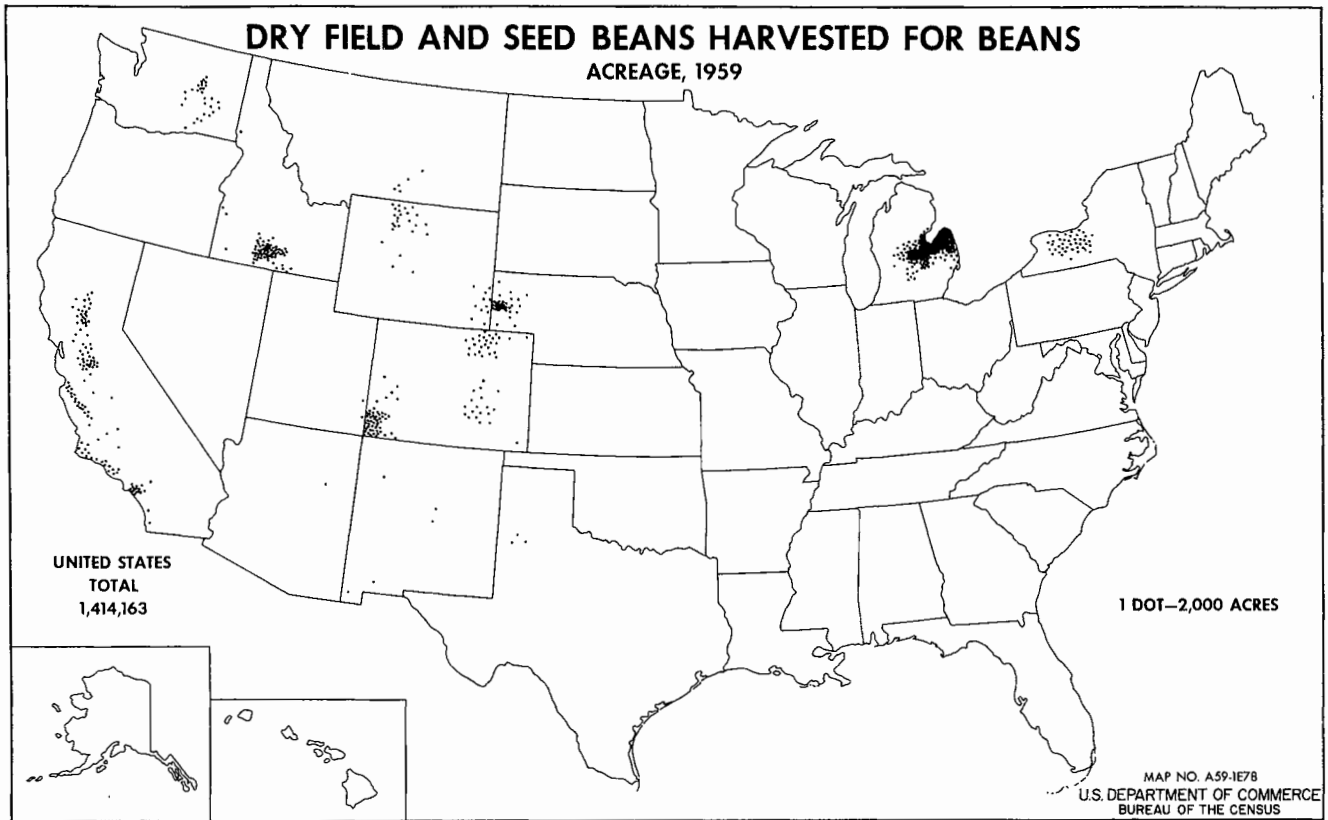 DRY FIELD AND SEED BEANS HARVESTED FOR BEANS
ACREAGE, 1959
UNITED STATES
TOTAL
1,414,163
1 DOT—2,000 ACRES
MAP NO. A59-1E78
U.S. DEPARTMENT OF COMMERCE
BUREAU OF THE CENSUS